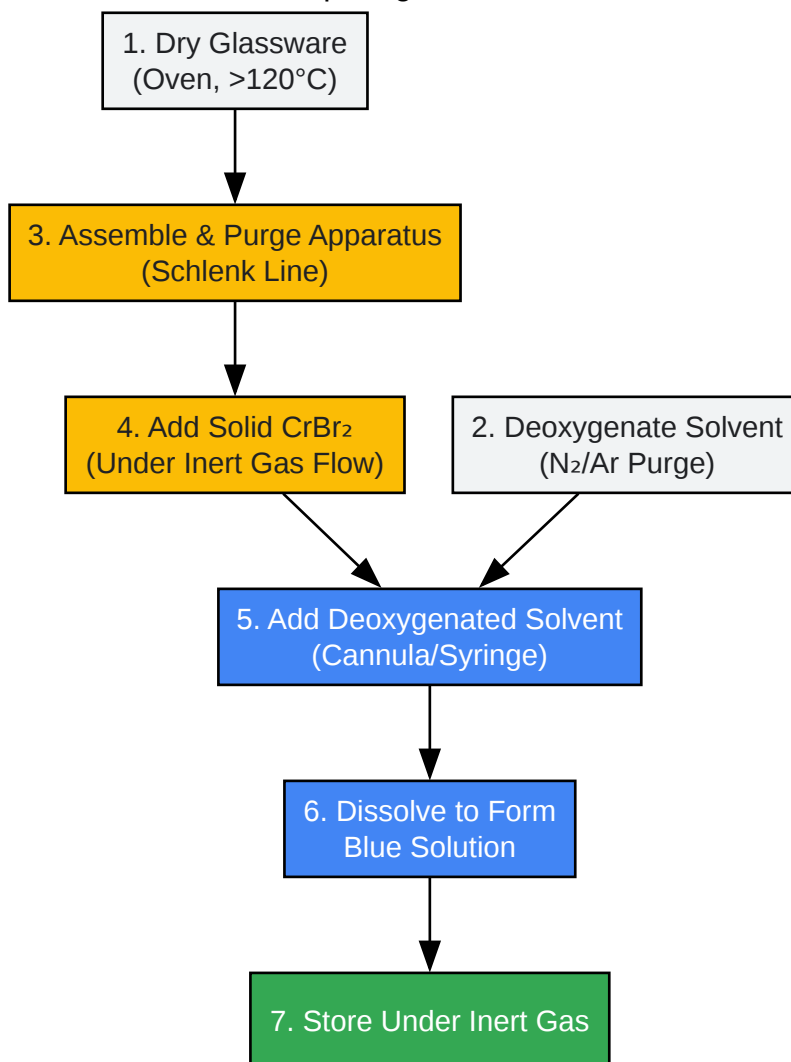 1. Dry Glassware
(Oven, >120°C)
3. Assemble & Purge Apparatus
(Schlenk Line)
4. Add Solid CrBr₂
(Under Inert Gas Flow)
2. Deoxygenate Solvent
(N₂/Ar Purge)
5. Add Deoxygenated Solvent
(Cannula/Syringe)
6. Dissolve to Form
Blue Solution
7. Store Under Inert Gas